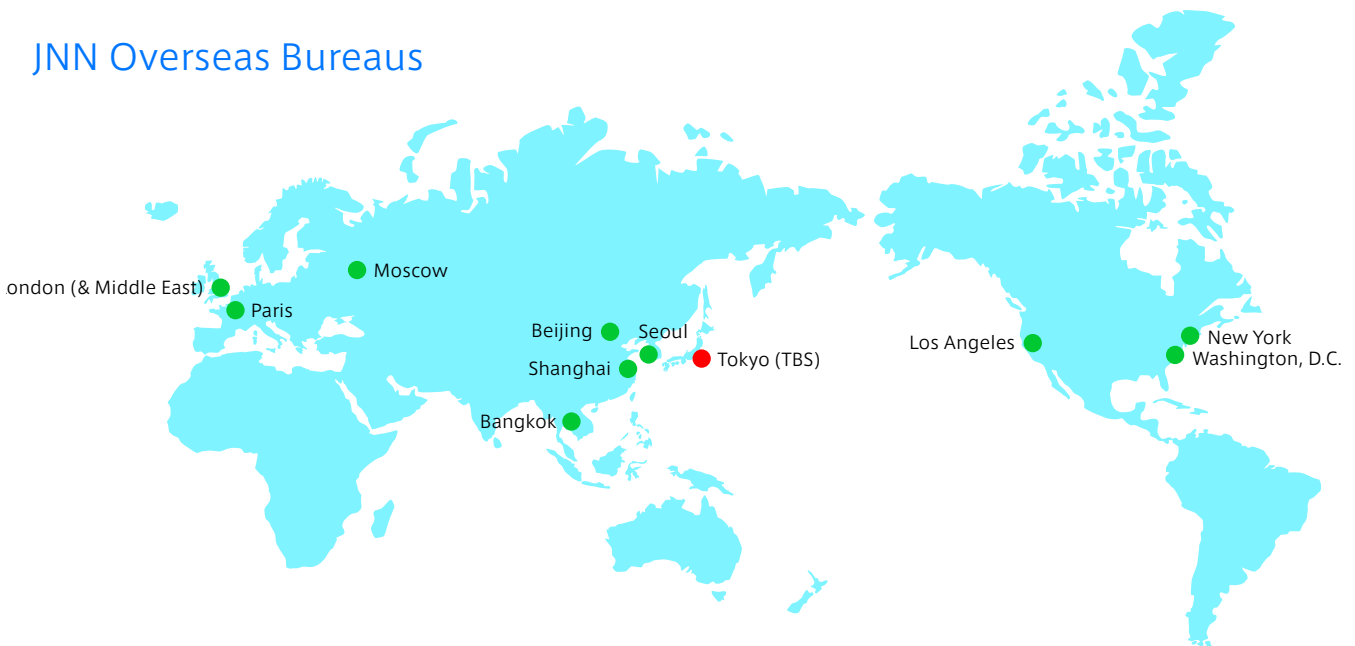 JNN Overseas Bureaus
Moscow
ondon (& Middle East)
Paris
Beijing
Seoul
Tokyo (TBS)
Shanghai
Bangkok
Los Angeles
New York
Washington, D.C.